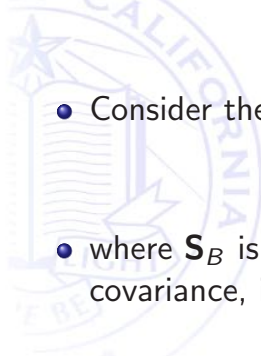 Consider the
where S_B is
covariance,